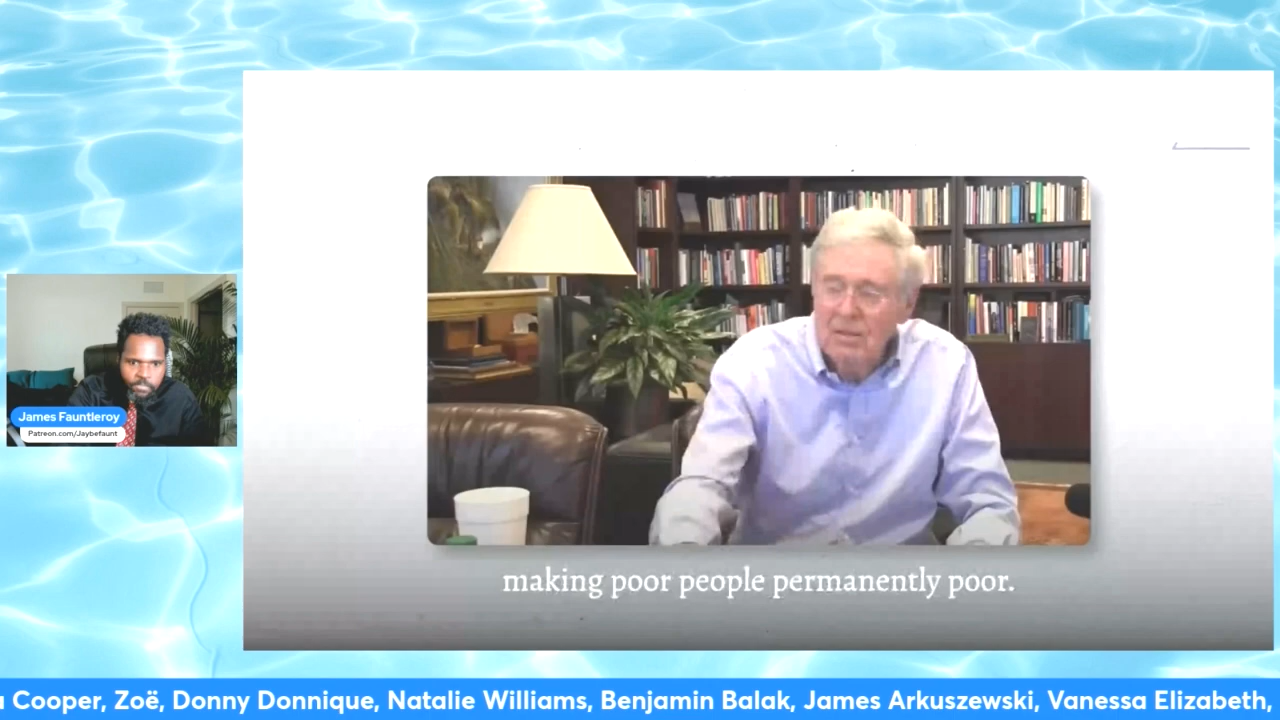 James Fauntleroy
Patreon.com/Jaybefaunt
making poor people permanently poor.
Cooper, Zoë, Donny Donnique, Natalie Williams, Benjamin Balak, James Arkuszewski, Vanessa Elizabeth,